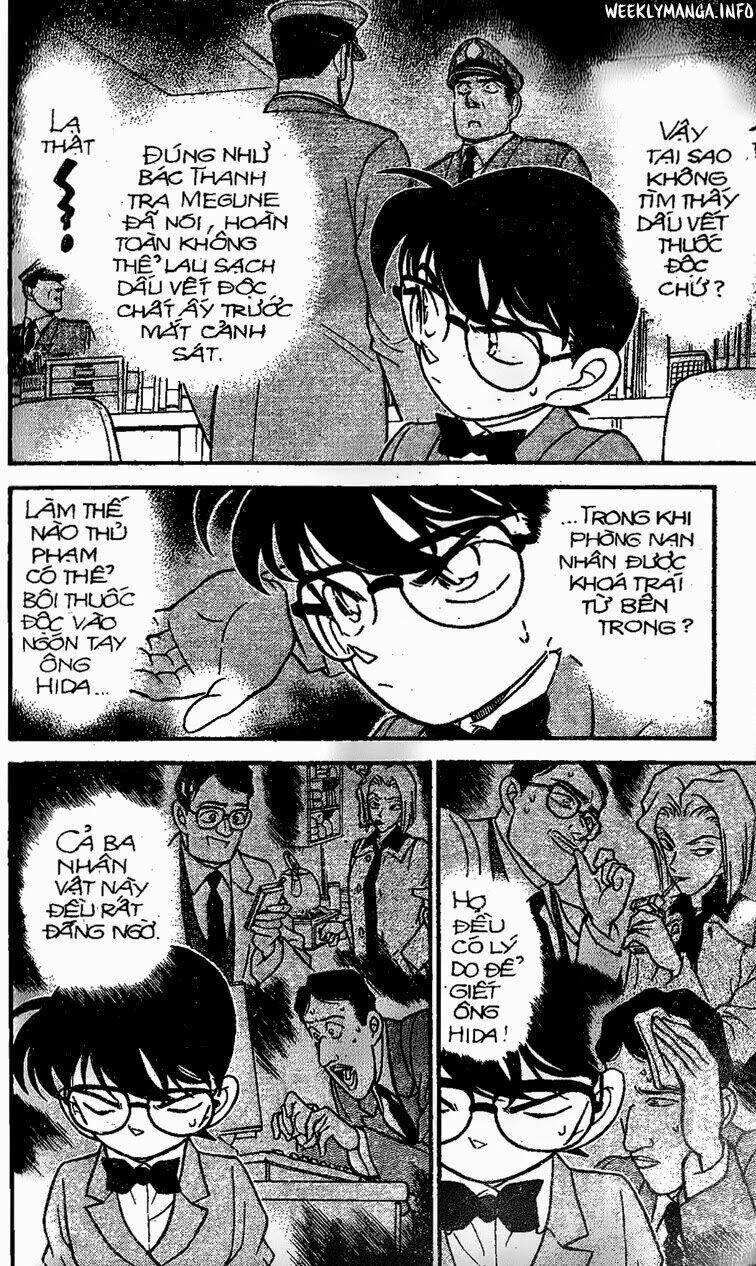 WEEKLYMANGA.INFO
VẬY
TẠI SAO
KHÔNG
TÌM THẤY
DẤU VẾT
THUỐC
ĐỘC
CHỨ?
ĐÚNG NHƯ
BÁC THANH
TRA MEGUNE
ĐÃ NÓI, HOÀN
TOÀN KHÔNG
THỂ LAU SẠCH
DẤU VẾT ĐỘC
CHẤT ẤY TRƯỚC
MẮT CẢNH
SÁT.
LẠ
THẬT
...TRONG KHI
PHÒNG NẠN
NHÂN ĐƯỢC
KHOÁ TRÁI
TỪ BÊN
TRONG?
LÀM THẾ
NÀO THỦ
PHẠM
CÓ THỂ
BÔI THUỐC
ĐỘC VÀO
NGÓN TAY
ÔNG
HIDA...
CẢ BA
NHÂN
VẬT NÀY
ĐỀU RẤT
ĐÁNG NGỜ.
HỌ
ĐỀU
CÓ LÝ
DO ĐỂ
GIẾT
ÔNG
HIDA!